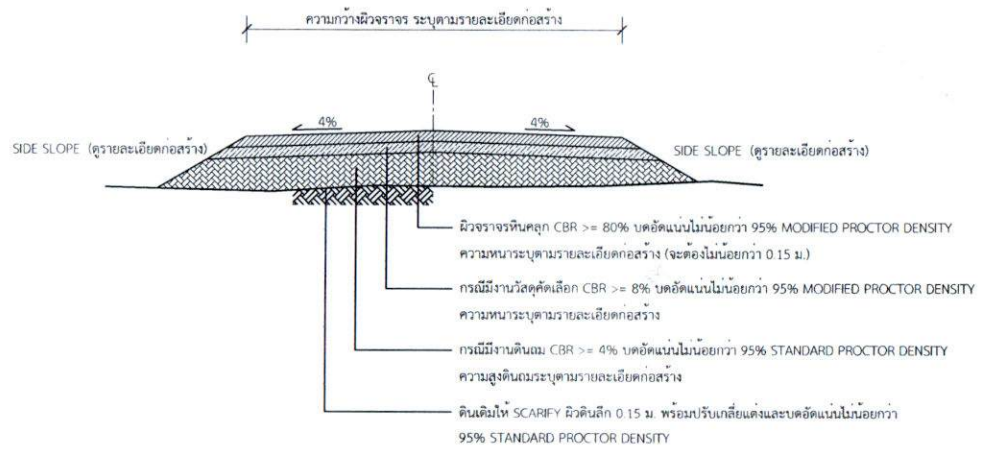 ความกว้างผิวจราจร ระบุตามรายละเอียดก่อสร้าง
℄
4% 4%
SIDE SLOPE (ดูรายละเอียดก่อสร้าง) SIDE SLOPE (ดูรายละเอียดก่อสร้าง)
ผิวจราจรหินคลุก CBR >= 80% บดอัดแน่นไม่น้อยกว่า 95% MODIFIED PROCTOR DENSITY
ความหนาระบุตามรายละเอียดก่อสร้าง (จะต้องไม่น้อยกว่า 0.15 ม.)
กรณีมีงานวัสดุคัดเลือก CBR >= 8% บดอัดแน่นไม่น้อยกว่า 95% MODIFIED PROCTOR DENSITY
ความหนาระบุตามรายละเอียดก่อสร้าง
กรณีมีงานดินถม CBR >= 4% บดอัดแน่นไม่น้อยกว่า 95% STANDARD PROCTOR DENSITY
ความสูงดินถมระบุตามรายละเอียดก่อสร้าง
ดินเดิมให้ SCARIFY ผิวดินลึก 0.15 ม. พร้อมปรับเกลี่ยแต่งและบดอัดแน่นไม่น้อยกว่า
95% STANDARD PROCTOR DENSITY